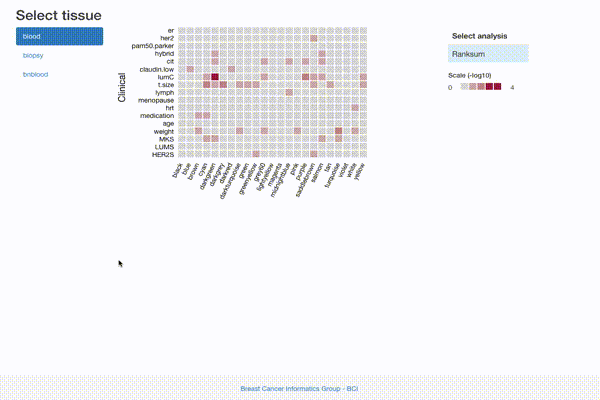 Select tissue
blood
biopsy
bnblood
Clinical
er
her2
pam50.parker
hybrid
cit
claudin.low
lumC
t.size
lymph
menopause
hrt
medication
age
weight
MKS
LUMS
HER2S
black
blue
brown
cyan
darkgreen
darkgrey
darkred
darkturquoise
green
greenyellow
grey60
lightyellow
magenta
midnightblue
pink
purple
saddlebrown
salmon
tan
turquoise
violet
white
yellow
Select analysis
Ranksum
Scale (-log10)
0 4
Breast Cancer Informatics Group - BCI